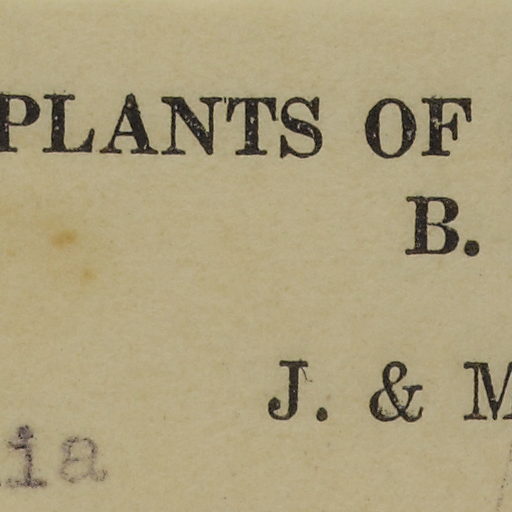 PLANTS OF
B.
J. & M
ia